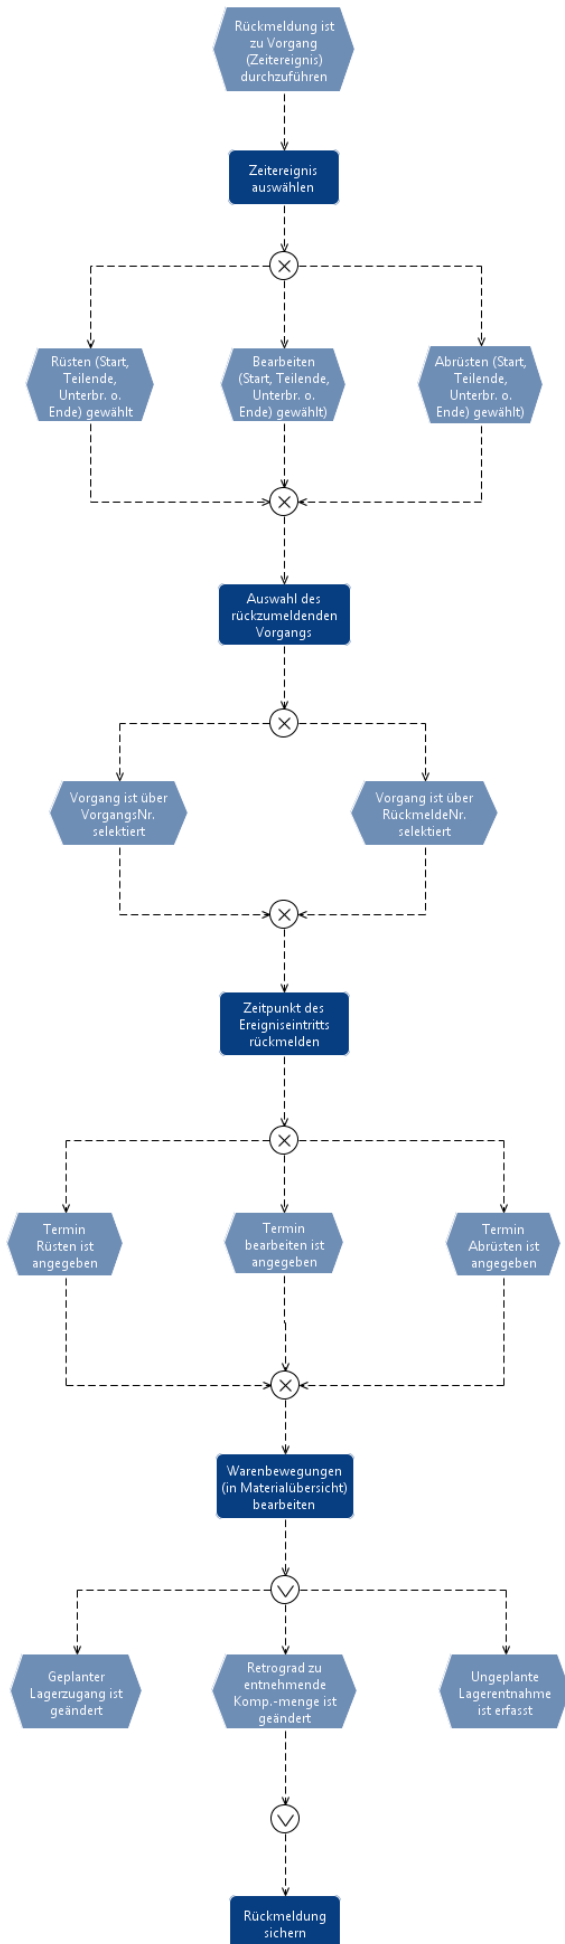 Rückmeldung ist
zu Vorgang
(Zeitereignis)
durchzuführen
Zeitereignis
auswählen
Rüsten (Start,
Teilende,
Unterbr. o.
Ende) gewählt
Bearbeiten
(Start, Teilende,
Unterbr. o.
Ende) gewählt)
Abrüsten (Start,
Teilende,
Unterbr. o.
Ende) gewählt)
Auswahl des
rückzumeldenden
Vorgangs
Vorgang ist über
VorgangsNr.
selektiert
Vorgang ist über
RückmeldeNr.
selektiert
Zeitpunkt des
Ereigniseintritts
rückmelden
Termin
Rüsten ist
angegeben
Termin
bearbeiten ist
angegeben
Termin
Abrüsten ist
angegeben
Warenbewegungen
(in Materialübersicht)
bearbeiten
Geplanter
Lagerzugang ist
geändert
Retrograd zu
entnehmende
Komp.-menge ist
geändert
Ungeplante
Lagerentnahme
ist erfasst
Rückmeldung
sichern